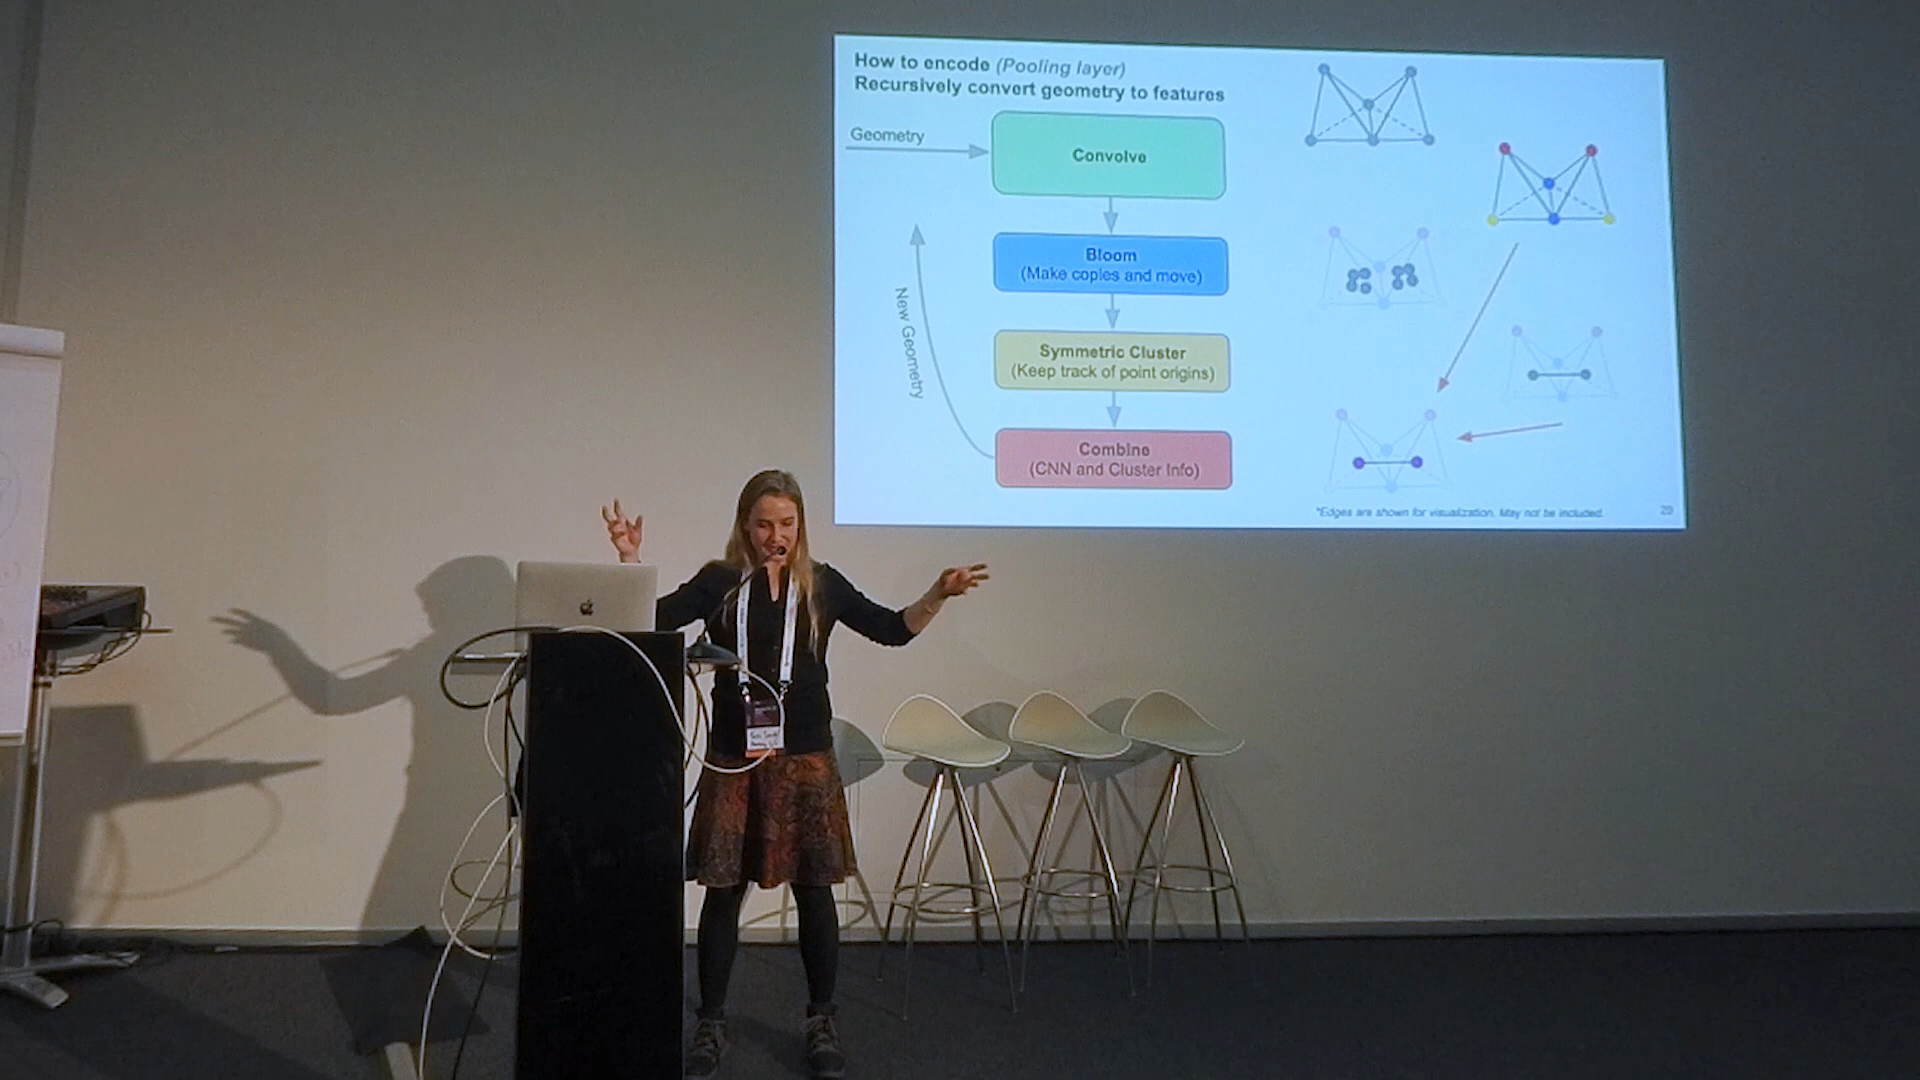 How to encode (Pooling layer)
Recursively convert geometry to features
Geometry
Convolve
Bloom
(Make copies and move)
New Geometry
Symmetric Cluster
(Keep track of point origins)
Combine
(CNN and Cluster Info)
*Edges are shown for visualization. May not be included.
29